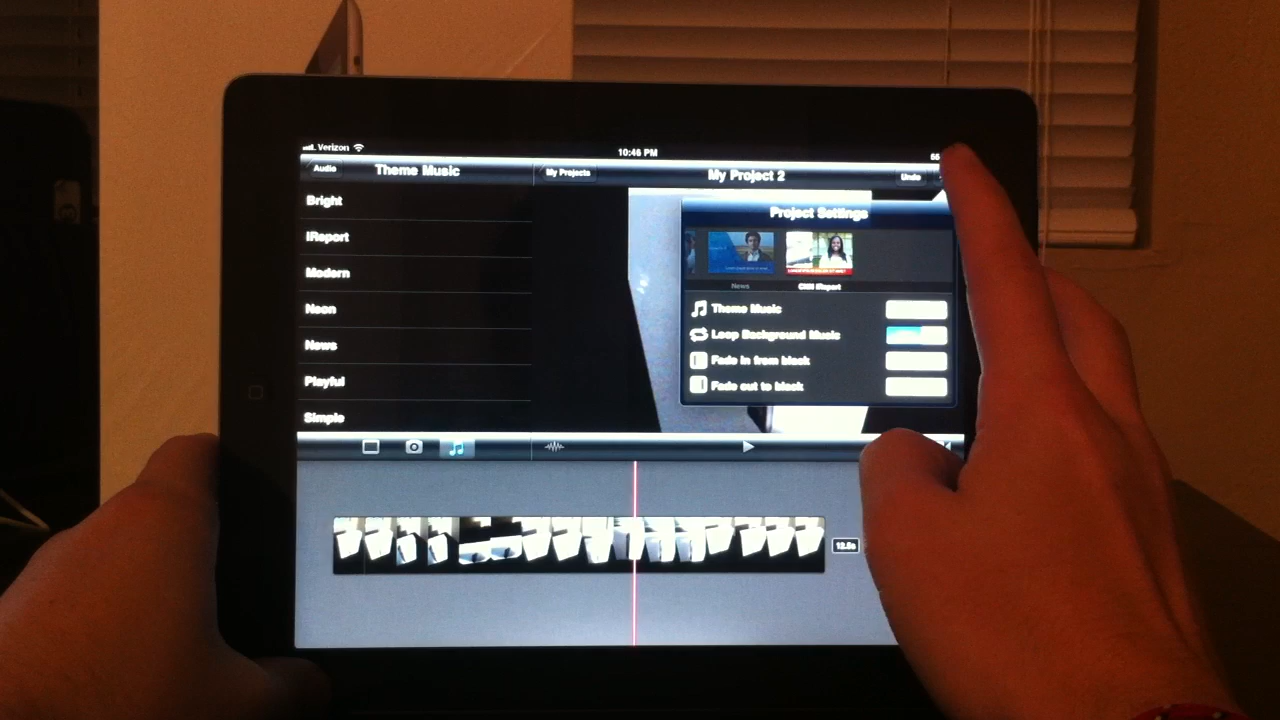 Verizon
10:46 PM
Audio
Theme Music
My Projects
My Project 2
Undo
Bright
iReport
Modern
Neon
News
Playful
Simple
Project Settings
News
CNN iReport
Theme Music
Loop Background Music
Fade in from black
Fade out to black